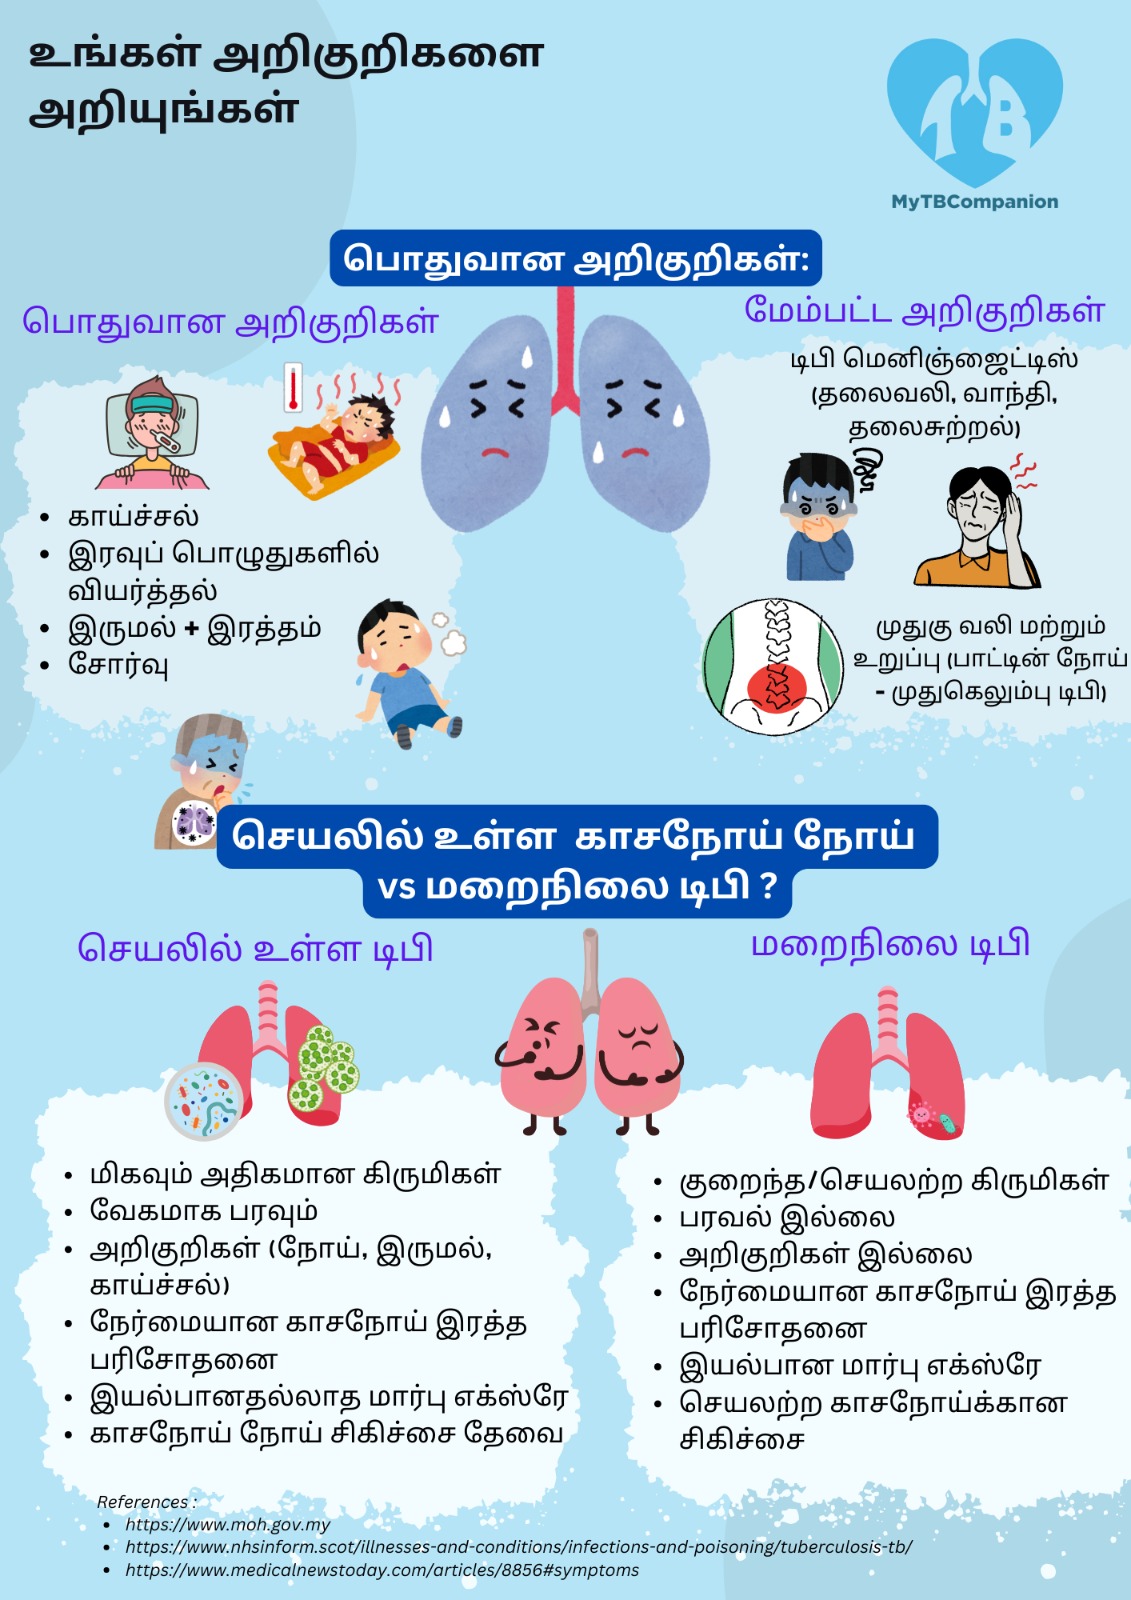 உங்கள் அறிகுறிகளை
அறியுங்கள்
MyTBCompanion
பொதுவான அறிகுறிகள்:
பொதுவான அறிகுறிகள்
காய்ச்சல்
இரவுப் பொழுதுகளில்
வியர்த்தல்
இருமல் + இரத்தம்
சோர்வு
மேம்பட்ட அறிகுறிகள்
டிபி மெனிஞ்ஜைட்டிஸ்
(தலைவலி, வாந்தி,
தலைசுற்றல்)
முதுகு வலி மற்றும்
உறுப்பு (பாட்டின் நோய்
- முதுகெலும்பு டிபி)
செயலில் உள்ள காசநோய் நோய்
vs மறைநிலை டிபி ?
செயலில் உள்ள டிபி
மிகவும் அதிகமான கிருமிகள்
வேகமாக பரவும்
அறிகுறிகள் (நோய், இருமல்,
காய்ச்சல்)
நேர்மையான காசநோய் இரத்த
பரிசோதனை
இயல்பானதல்லாத மார்பு எக்ஸ்ரே
காசநோய் நோய் சிகிச்சை தேவை
மறைநிலை டிபி
குறைந்த/செயலற்ற கிருமிகள்
பரவல் இல்லை
அறிகுறிகள் இல்லை
நேர்மையான காசநோய் இரத்த
பரிசோதனை
இயல்பான மார்பு எக்ஸ்ரே
செயலற்ற காசநோய்க்கான
சிகிச்சை
References :
https://www.moh.gov.my
https://www.nhsinform.scot/illnesses-and-conditions/infections-and-poisoning/tuberculosis-tb/
https://www.medicalnewstoday.com/articles/8856#symptoms